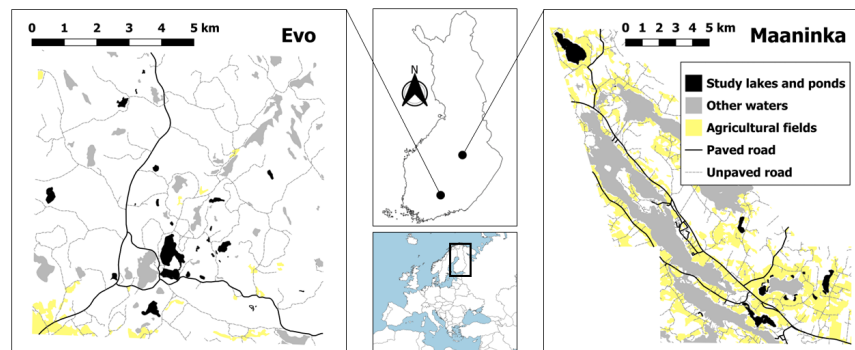 0 1 2 3 4 5 km
Evo
N
0 1 2 3 4 5 km
Maaninka
Study lakes and ponds
Other waters
Agricultural fields
Paved road
Unpaved road